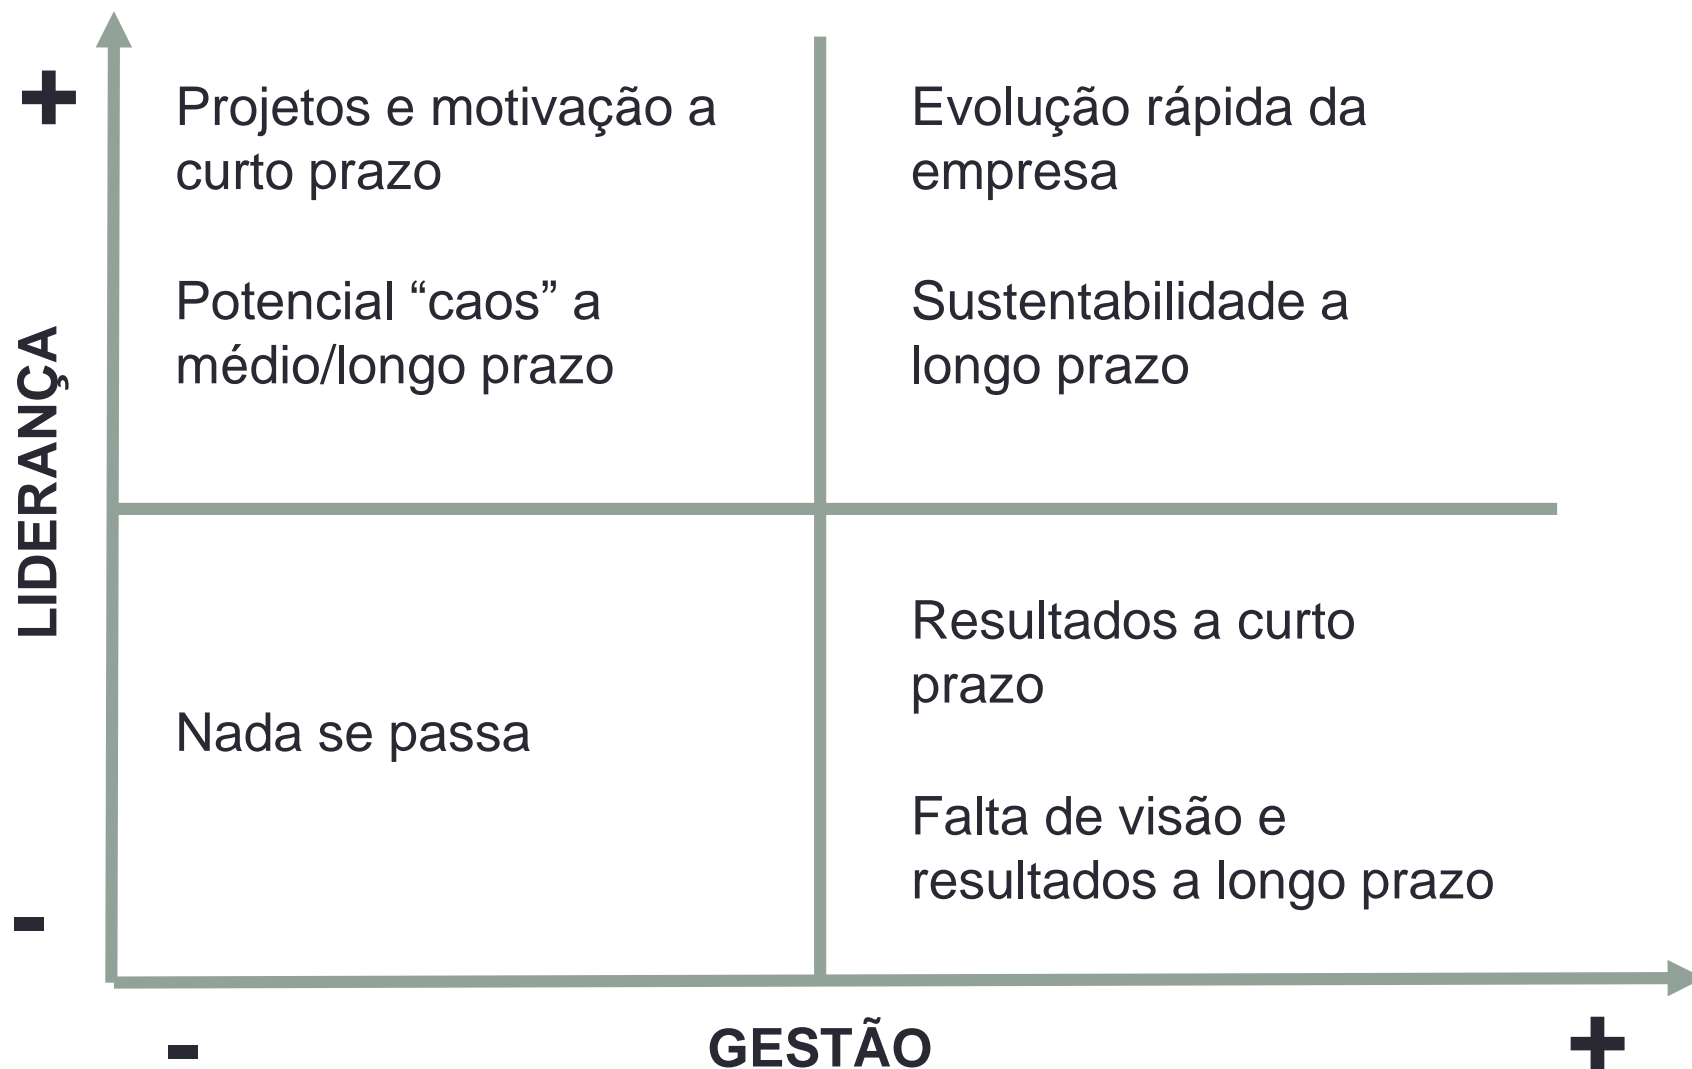 +
Projetos e motivação a
curto prazo
Potencial “caos” a
médio/longo prazo
Evolução rápida da
empresa
Sustentabilidade a
longo prazo
LIDERANÇA
Nada se passa
Resultados a curto
prazo
Falta de visão e
resultados a longo prazo
-
-
GESTÃO
+